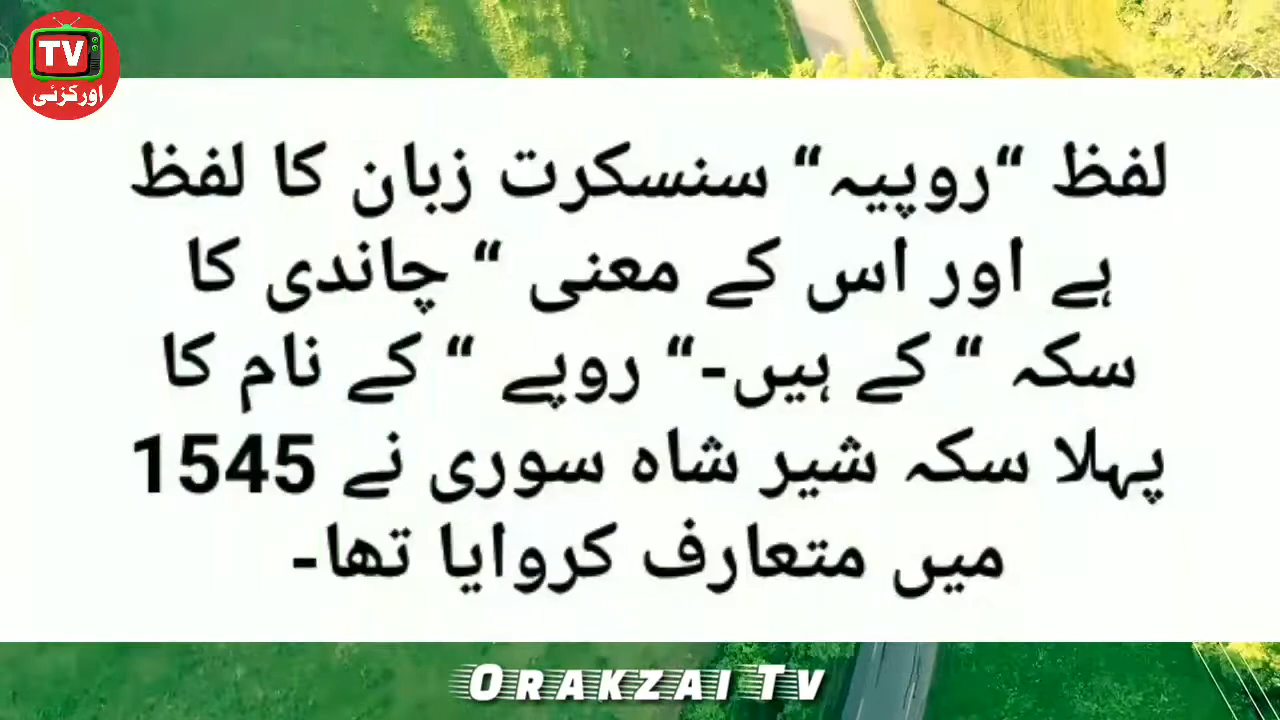 TV
اورکزئی
لفظ “روپیہ“ سنسکرت زبان کا لفظ
ہے اور اس کے معنی “ چاندی کا
سکہ “ کے ہیں-“ روپے “ کے نام کا
پہلا سکہ شیر شاہ سوری نے 1545
میں متعارف کروایا تھا-
ORAKZAI TV